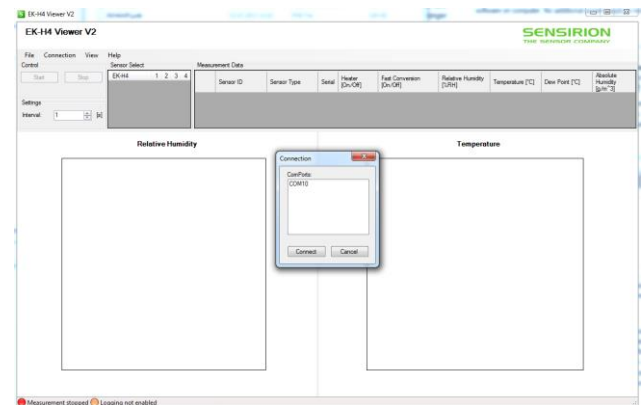 EK-H4 Viewer V2
EK-H4 Viewer V2
SENSIRION
THE SENSOR COMPANY
File Connection View Help
Control Sensor Select Measurement Data
Start Stop EK-H4 1 2 3 4 Sensor ID Sensor Type Serial Heater [On/Off] Fast Conversion [On/Off] Relative Humidity [%RH] Temperature [°C] Dew Point [°C] Absolute Humidity [g/m^3]
Settings
Interval: 1 [s]
Relative Humidity Temperature
Connection
ComPorts:
COM10
Connect Cancel
Measurement stopped Logging not enabled